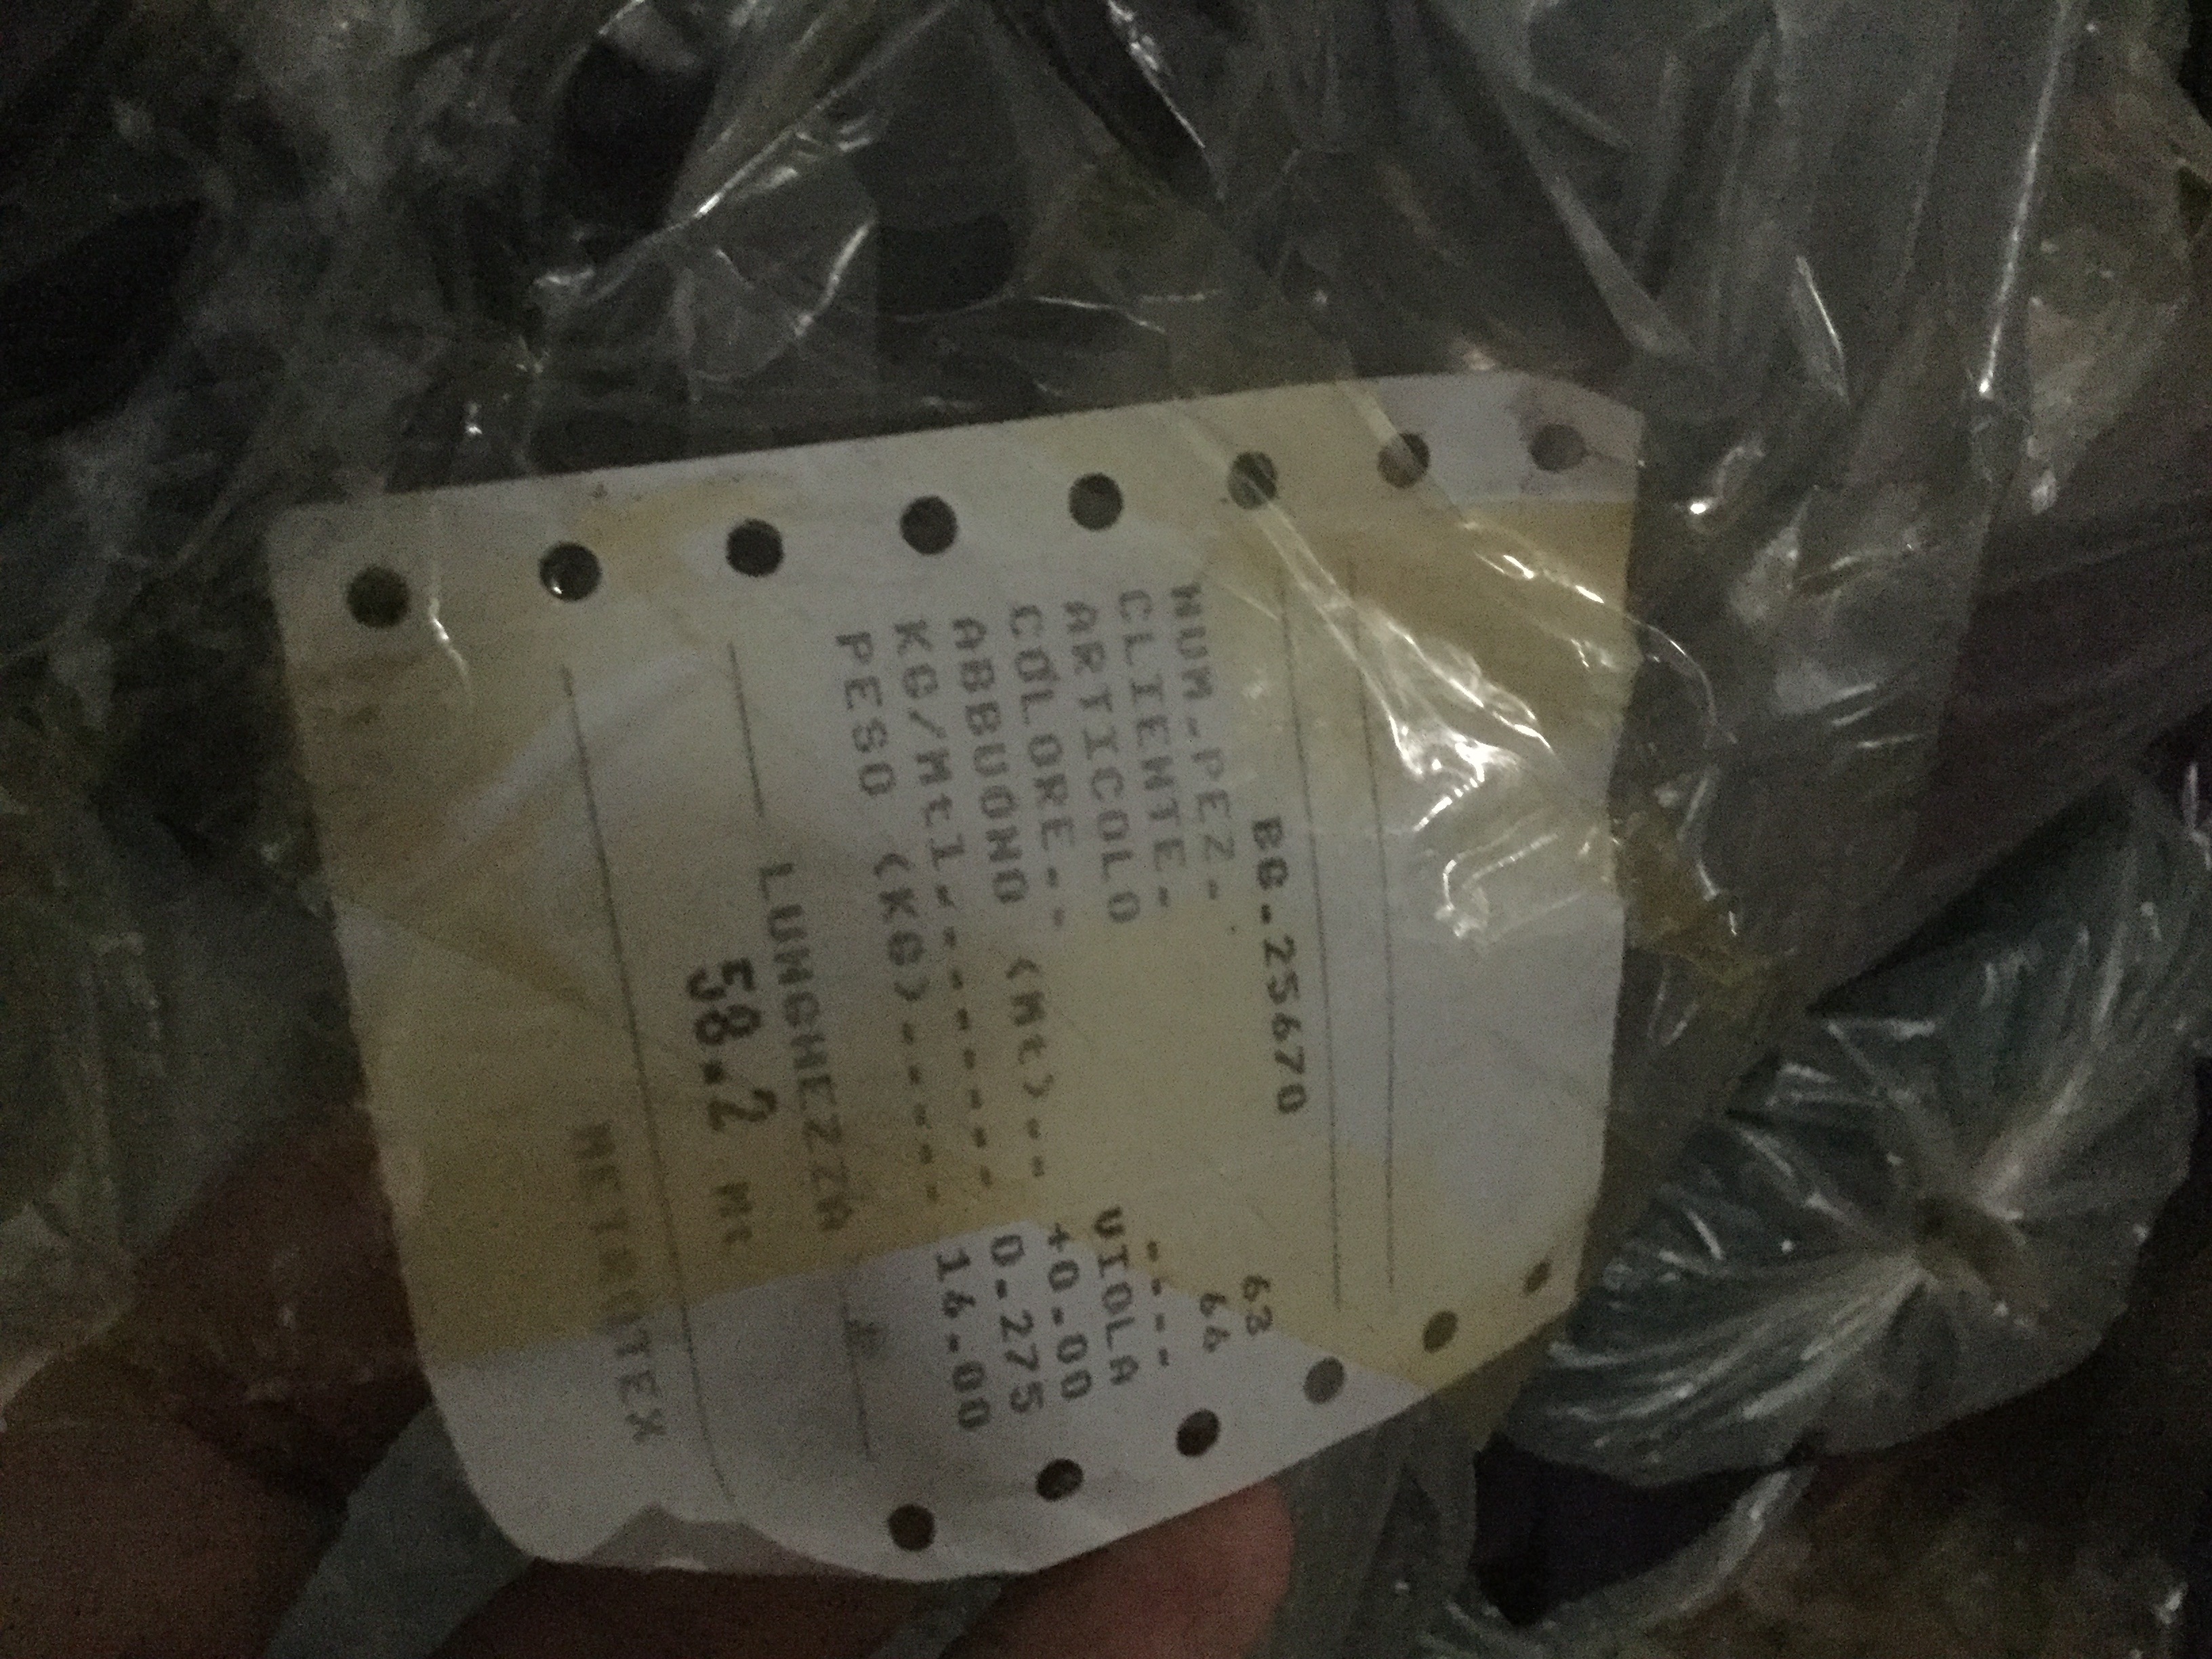 BG.25670
NUM.PEZ. 63
CLIENTE. 66
ARTICOLO ....
COLORE.. VIOLA
ABBUONO (Mt).. +0.00
KG/Mtl........ 0.275
PESO (KG)..... 16.00
LUNGHEZZA
58.2 Mt